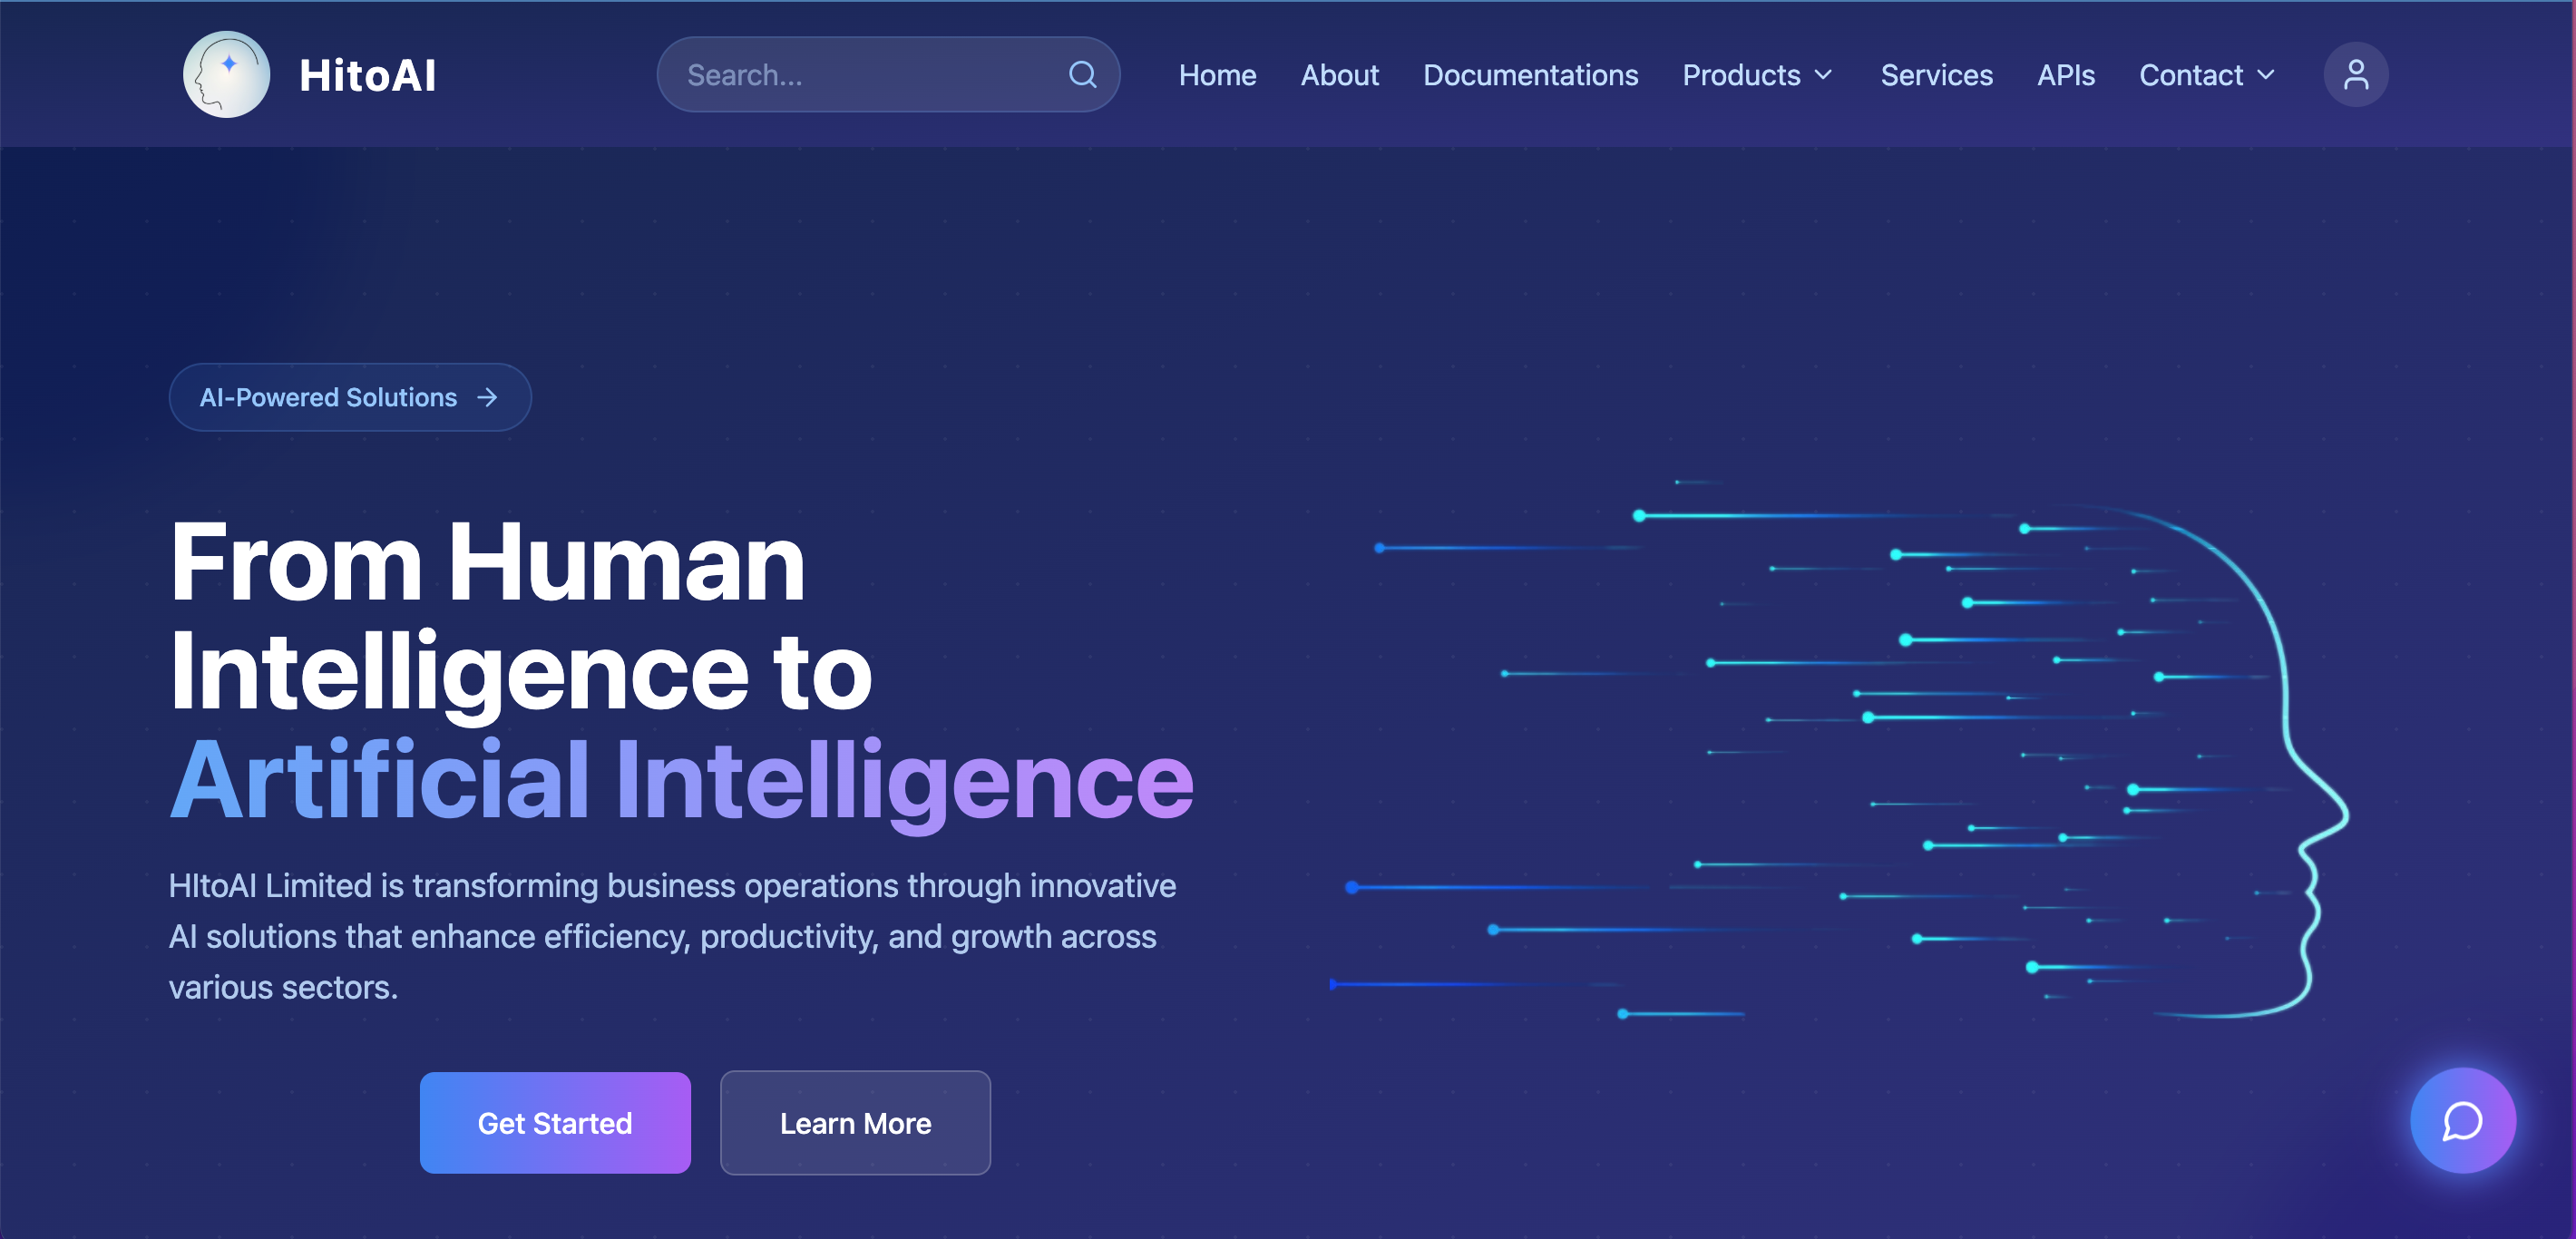 HitoAI
Search...
Home
About
Documentations
Products
Services
APIs
Contact
AI-Powered Solutions
From Human
Intelligence to
Artificial Intelligence
HItoAI Limited is transforming business operations through innovative
AI solutions that enhance efficiency, productivity, and growth across
various sectors.
Get Started
Learn More